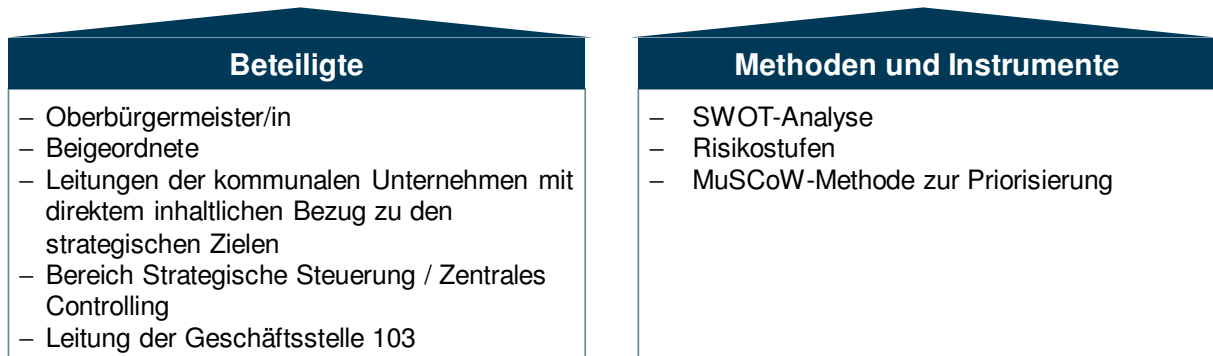 Beteiligte
– Oberbürgermeister/in
– Beigeordnete
– Leitungen der kommunalen Unternehmen mit
direktem inhaltlichen Bezug zu den
strategischen Zielen
– Bereich Strategische Steuerung / Zentrales
Controlling
– Leitung der Geschäftsstelle 103
Methoden und Instrumente
– SWOT-Analyse
– Risikostufen
– MuSCoW-Methode zur Priorisierung